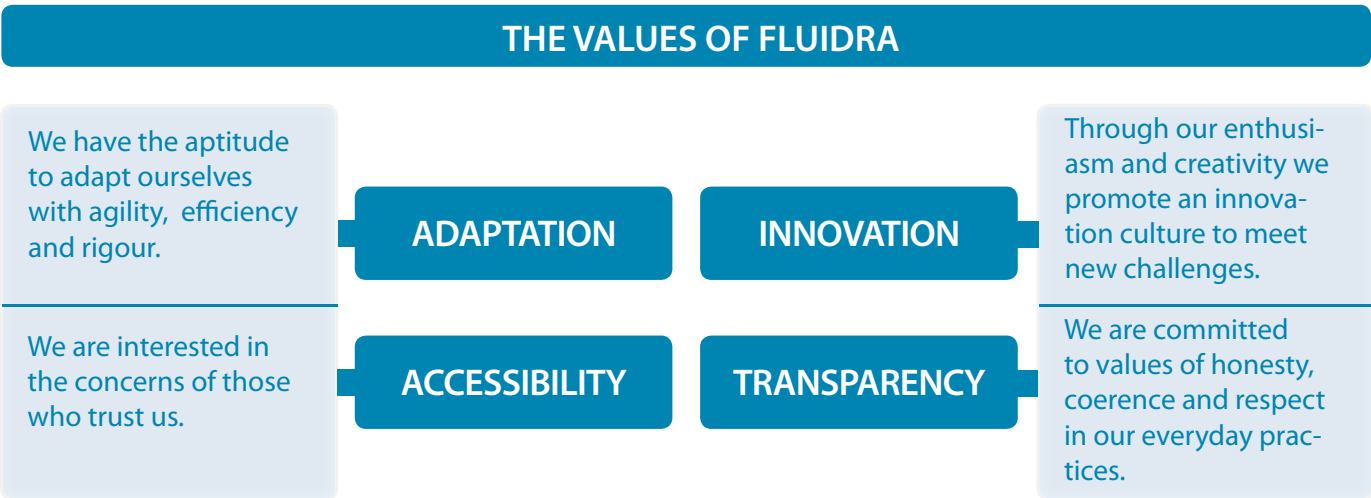 THE VALUES OF FLUIDRA
We have the aptitude
to adapt ourselves
with agility, efficiency
and rigour.
ADAPTATION
INNOVATION
Through our enthusi-
asm and creativity we
promote an innova-
tion culture to meet
new challenges.
We are interested in
the concerns of those
who trust us.
ACCESSIBILITY
TRANSPARENCY
We are committed
to values of honesty,
coerence and respect
in our everyday prac-
tices.